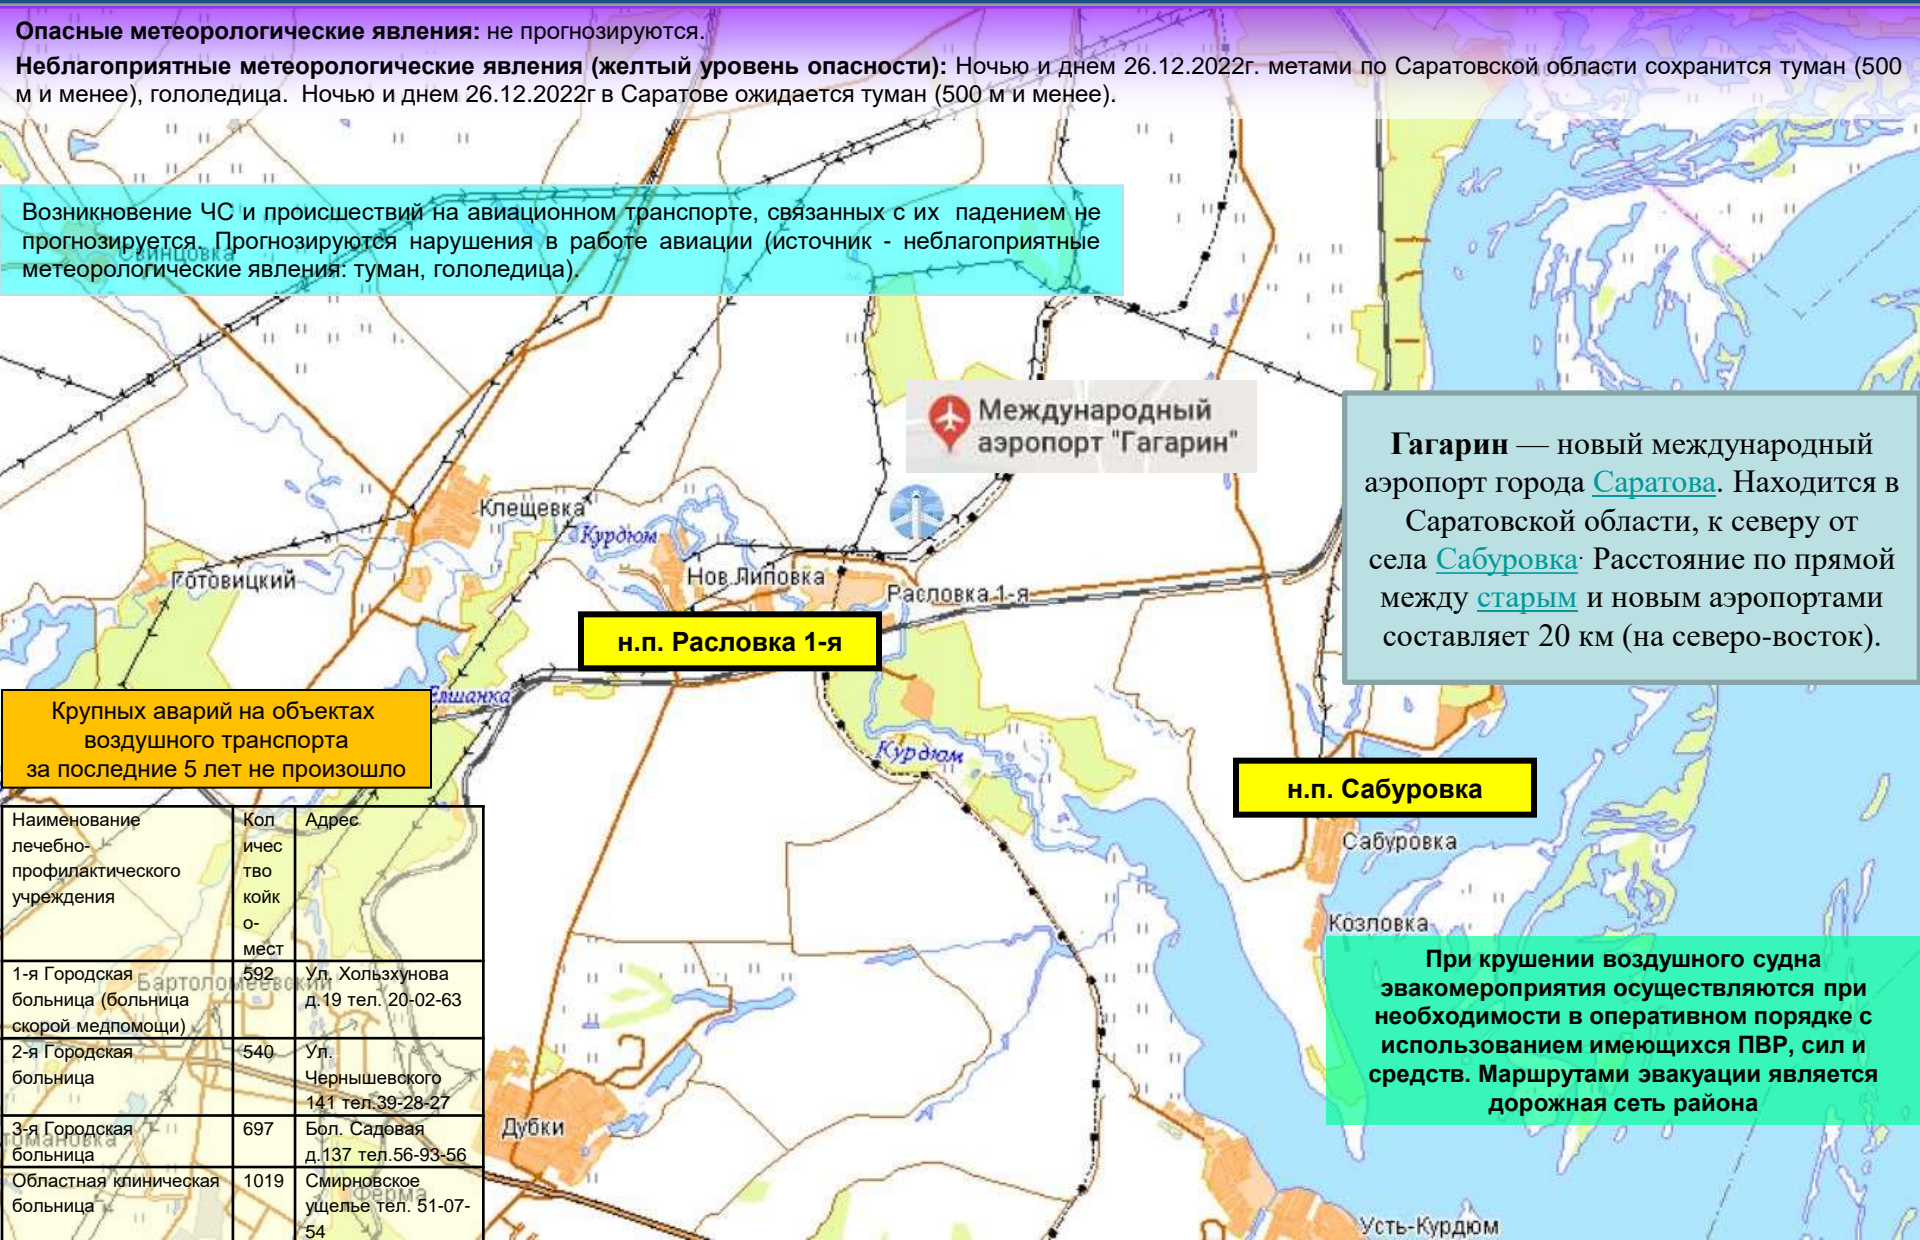 Опасные метеорологические явления: не прогнозируются.
Неблагоприятные метеорологические явления (желтый уровень опасности): Ночью и днем 26.12.2022г. метами по Саратовской области сохранится туман (500
м и менее), гололедица. Ночью и днем 26.12.2022г в Саратове ожидается туман (500 м и менее).
Возникновение ЧС и происшествий на авиационном транспорте, связанных с их падением не
прогнозируется. Прогнозируются нарушения в работе авиации (источник - неблагоприятные
метеорологические явления: туман, гололедица).
Свинцовка
Международный
аэропорт "Гагарин"
Гагарин — новый международный
аэропорт города Саратова. Находится в
Саратовской области, к северу от
села Сабуровка. Расстояние по прямой
между старым и новым аэропортами
составляет 20 км (на северо-восток).
Клещевка
Курдюм
Готовицкий
Нов.Липовка
Расловка 1-я
н.п. Расловка 1-я
Елшанка
Крупных аварий на объектах
воздушного транспорта
за последние 5 лет не произошло
Курдюм
н.п. Сабуровка
Сабуровка
Козловка
Наименование
лечебно-
профилактического
учреждения
Кол
ичес
тво
койк
о-
мест
Адрес
1-я Городская
больница (больница
скорой медпомощи)
592
Ул. Хользхунова
д.19 тел. 20-02-63
Бартоломеевский
2-я Городская
больница
540
Ул.
Чернышевского
141 тел.39-28-27
3-я Городская
больница
697
Бол. Садовая
д.137 тел.56-93-56
Областная клиническая
больница
1019
Смирновское
ущелье тел. 51-07-
54
Ферма
Дубки
При крушении воздушного судна
эвакомероприятия осуществляются при
необходимости в оперативном порядке с
использованием имеющихся ПВР, сил и
средств. Маршрутами эвакуации является
дорожная сеть района
Усть-Курдюм